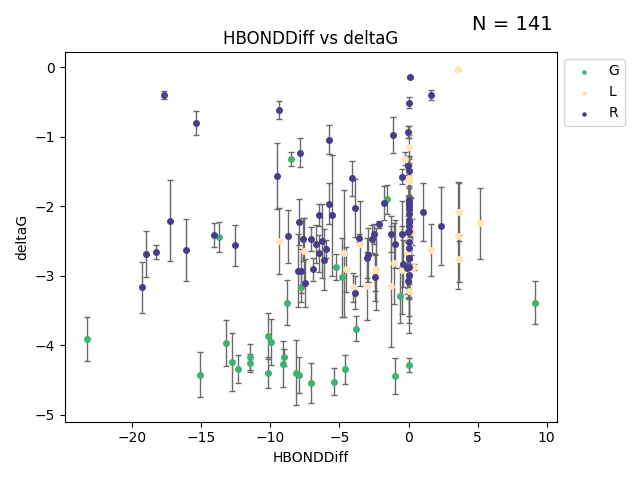 N = 141
HBONDDiff vs deltaG
G
L
R
deltaG
0
−1
−2
−3
−4
−5
−20
−15
−10
−5
0
5
10
HBONDDiff